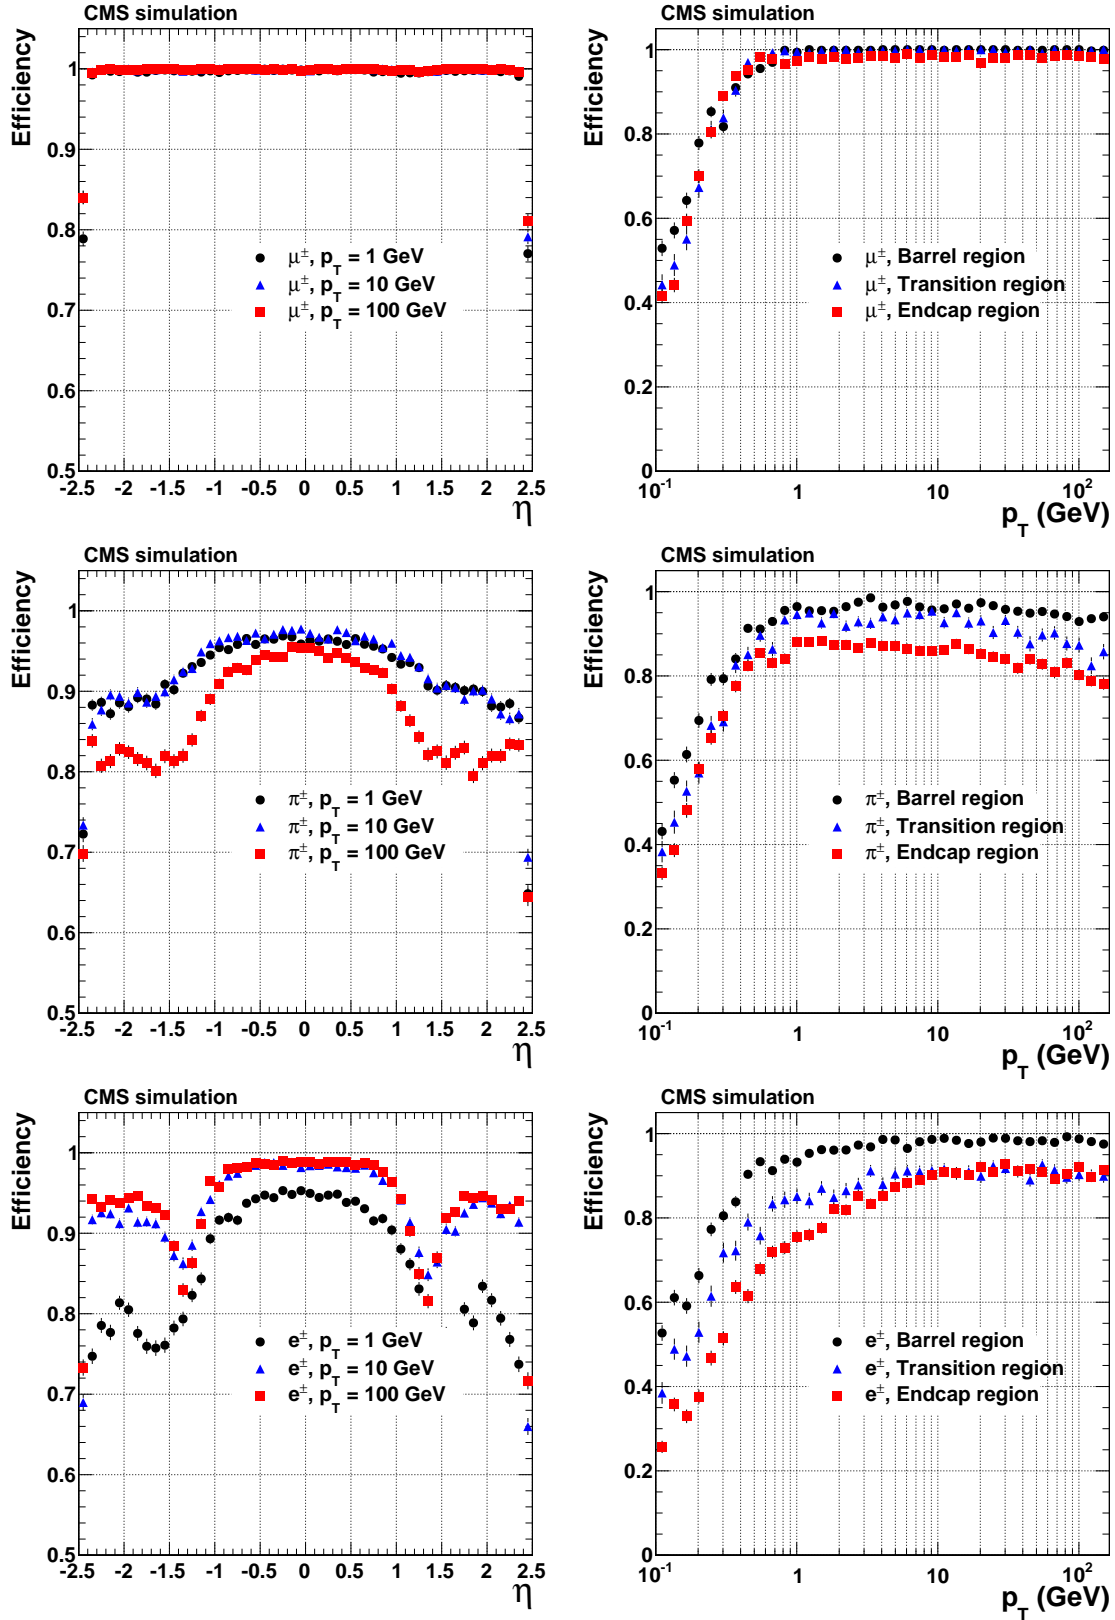 CMS simulation
Efficiency
1
0.9
0.8
0.7
0.6
0.5
μ±, pT = 1 GeV
μ±, pT = 10 GeV
μ±, pT = 100 GeV
-2.5 -2 -1.5 -1 -0.5 0 0.5 1 1.5 2 2.5
η
CMS simulation
Efficiency
1
0.8
0.6
0.4
0.2
0
μ±, Barrel region
μ±, Transition region
μ±, Endcap region
10-1 1 10 102
pT (GeV)
CMS simulation
Efficiency
1
0.9
0.8
0.7
0.6
0.5
π±, pT = 1 GeV
π±, pT = 10 GeV
π±, pT = 100 GeV
-2.5 -2 -1.5 -1 -0.5 0 0.5 1 1.5 2 2.5
η
CMS simulation
Efficiency
1
0.8
0.6
0.4
0.2
0
π±, Barrel region
π±, Transition region
π±, Endcap region
10-1 1 10 102
pT (GeV)
CMS simulation
Efficiency
1
0.9
0.8
0.7
0.6
0.5
e±, pT = 1 GeV
e±, pT = 10 GeV
e±, pT = 100 GeV
-2.5 -2 -1.5 -1 -0.5 0 0.5 1 1.5 2 2.5
η
CMS simulation
Efficiency
1
0.8
0.6
0.4
0.2
0
e±, Barrel region
e±, Transition region
e±, Endcap region
10-1 1 10 102
pT (GeV)